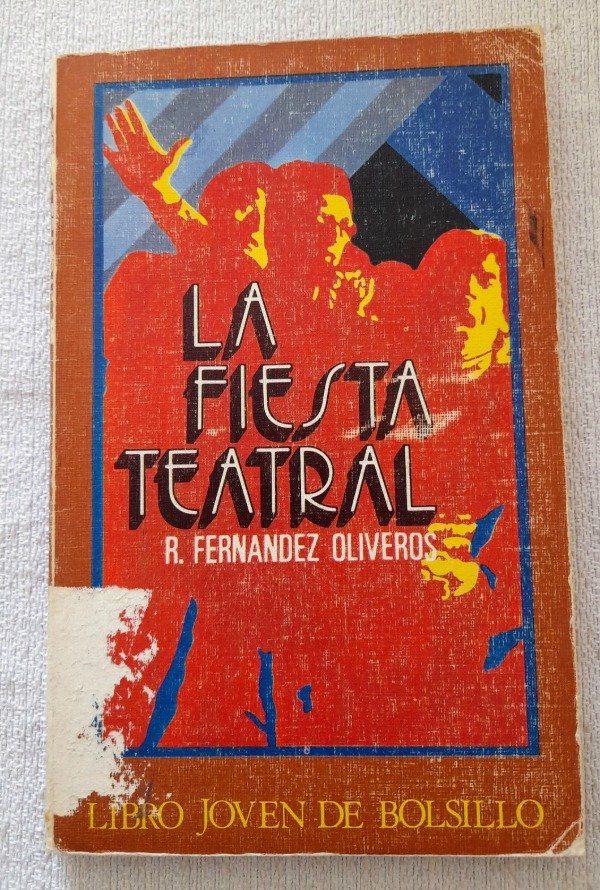 LA
FIESTA
TEATRAL
R. FERNANDEZ OLIVEROS
LIBRO JOVEN DE BOLSILLO